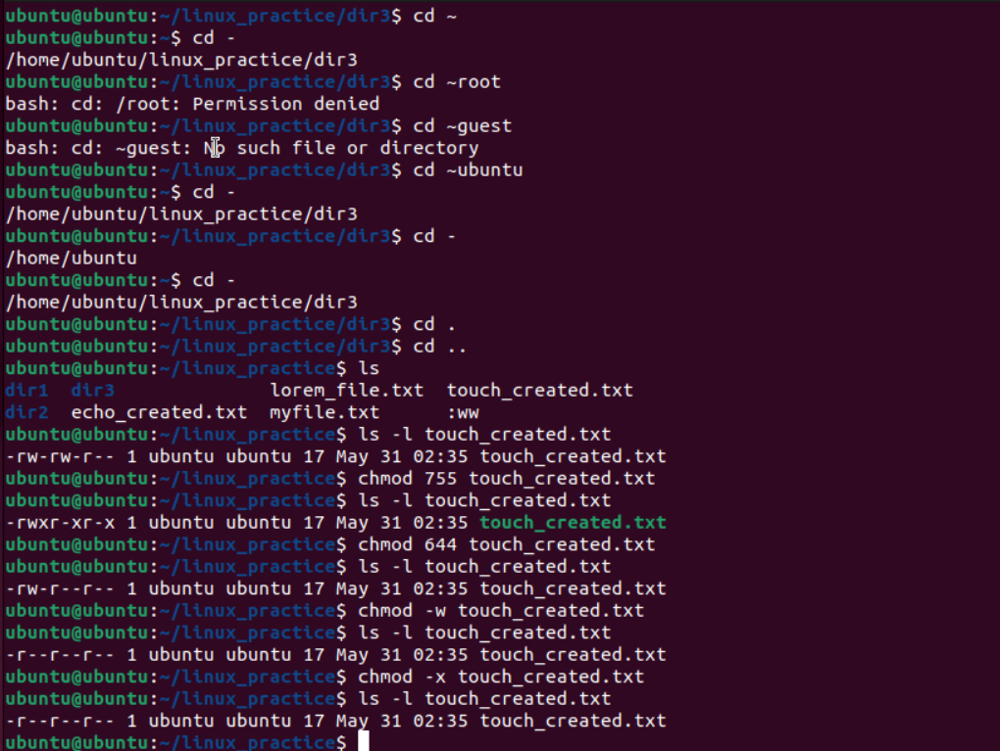 ubuntu@ubuntu:~/linux_practice/dir3$ cd ~
ubuntu@ubuntu:~$ cd -
/home/ubuntu/linux_practice/dir3
ubuntu@ubuntu:~/linux_practice/dir3$ cd ~root
bash: cd: /root: Permission denied
ubuntu@ubuntu:~/linux_practice/dir3$ cd ~guest
bash: cd: ~guest: No such file or directory
ubuntu@ubuntu:~/linux_practice/dir3$ cd ~ubuntu
ubuntu@ubuntu:~$ cd -
/home/ubuntu/linux_practice/dir3
ubuntu@ubuntu:~/linux_practice/dir3$ cd -
/home/ubuntu
ubuntu@ubuntu:~$ cd -
/home/ubuntu/linux_practice/dir3
ubuntu@ubuntu:~/linux_practice/dir3$ cd .
ubuntu@ubuntu:~/linux_practice/dir3$ cd ..
ubuntu@ubuntu:~/linux_practice$ ls
dir1  dir3              lorem_file.txt  touch_created.txt
dir2  echo_created.txt  myfile.txt      :ww
ubuntu@ubuntu:~/linux_practice$ ls -l touch_created.txt
-rw-rw-r-- 1 ubuntu ubuntu 17 May 31 02:35 touch_created.txt
ubuntu@ubuntu:~/linux_practice$ chmod 755 touch_created.txt
ubuntu@ubuntu:~/linux_practice$ ls -l touch_created.txt
-rwxr-xr-x 1 ubuntu ubuntu 17 May 31 02:35 touch_created.txt
ubuntu@ubuntu:~/linux_practice$ chmod 644 touch_created.txt
ubuntu@ubuntu:~/linux_practice$ ls -l touch_created.txt
-rw-r--r-- 1 ubuntu ubuntu 17 May 31 02:35 touch_created.txt
ubuntu@ubuntu:~/linux_practice$ chmod -w touch_created.txt
ubuntu@ubuntu:~/linux_practice$ ls -l touch_created.txt
-r--r--r-- 1 ubuntu ubuntu 17 May 31 02:35 touch_created.txt
ubuntu@ubuntu:~/linux_practice$ chmod -x touch_created.txt
ubuntu@ubuntu:~/linux_practice$ ls -l touch_created.txt
-r--r--r-- 1 ubuntu ubuntu 17 May 31 02:35 touch_created.txt
ubuntu@ubuntu:~/linux_practice$